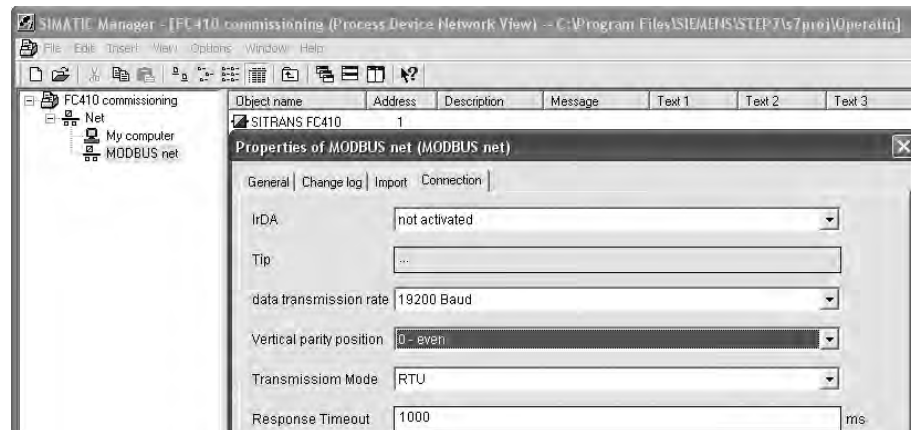 SIMATIC Manager - [FC410 commissioning (Process Device Network View) -- C:\Program Files\SIEMENS\STEP7\s7proj\Operatin]
File Edit Insert View Options Window Help
FC410 commissioning
Net
My computer
MODBUS net
Object name Address Description Message Text 1 Text 2 Text 3
SITRANS FC410 1
Properties of MODBUS net (MODBUS net)
General Change log Import Connection
IrDA not activated
Tip ...
data transmission rate 19200 Baud
Vertical parity position 0 - even
Transmissiom Mode RTU
Response Timeout 1000 ms